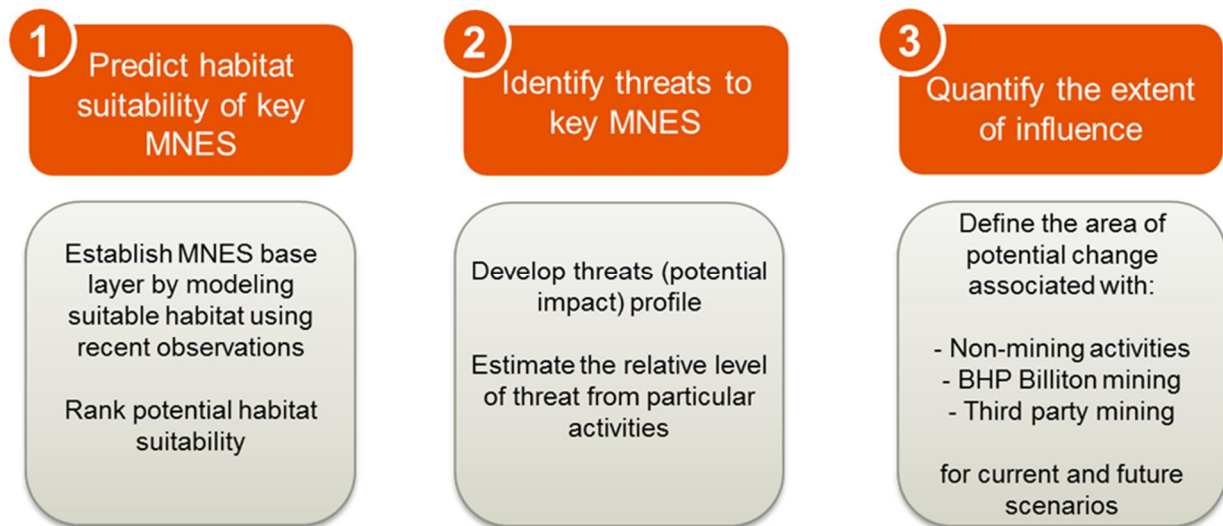 1
Predict habitat
suitability of key
MNES
Establish MNES base
layer by modeling
suitable habitat using
recent observations
Rank potential habitat
suitability
2
Identify threats to
key MNES
Develop threats (potential
impact) profile
Estimate the relative level
of threat from particular
activities
3
Quantify the extent
of influence
Define the area of
potential change
associated with:
- Non-mining activities
- BHP Billiton mining
- Third party mining
for current and future
scenarios